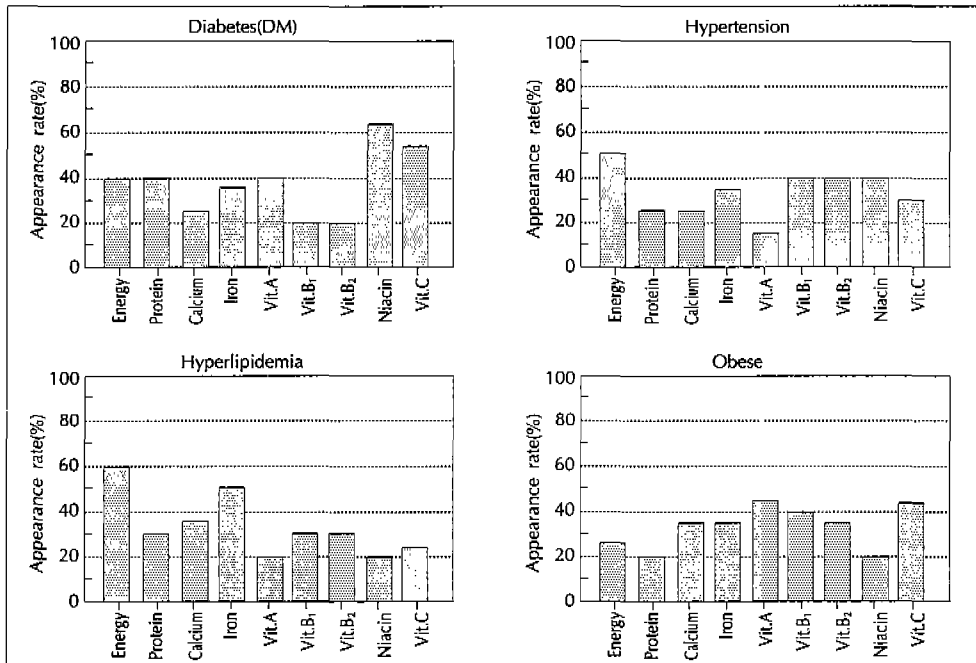 Diabetes(DM)
Appearance rate(%)
100
80
60
40
20
0
Energy
Protein
Calcium
Iron
Vit.A
Vit.B₁
Vit.B₂
Niacin
Vit.C
Hypertension
Appearance rate(%)
100
80
60
40
20
0
Energy
Protein
Calcium
Iron
Vit.A
Vit.B₁
Vit.B₂
Niacin
Vit.C
Hyperlipidemia
Appearance rate(%)
100
80
60
40
20
0
Energy
Protein
Calcium
Iron
Vit.A
Vit.B₁
Vit.B₂
Niacin
Vit.C
Obese
Appearance rate(%)
100
80
60
40
20
0
Energy
Protein
Calcium
Iron
Vit.A
Vit.B₁
Vit.B₂
Niacin
Vit.C